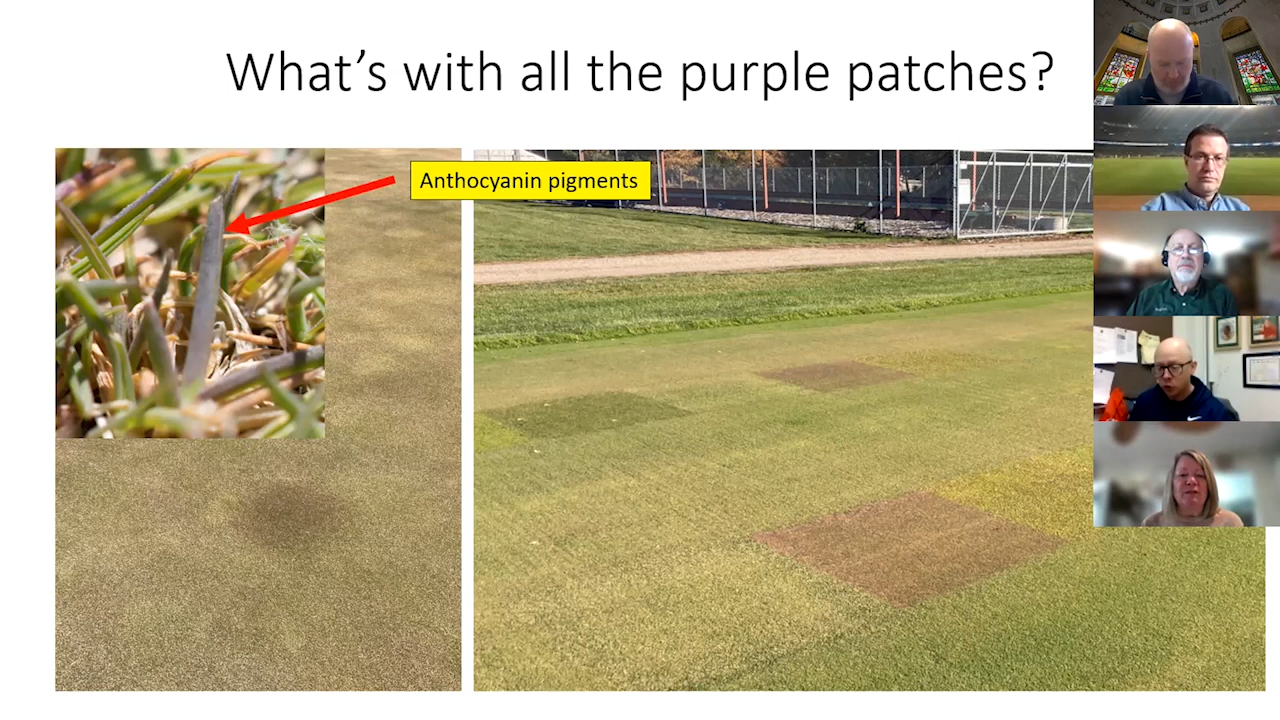 What’s with all the purple patches?
Anthocyanin pigments